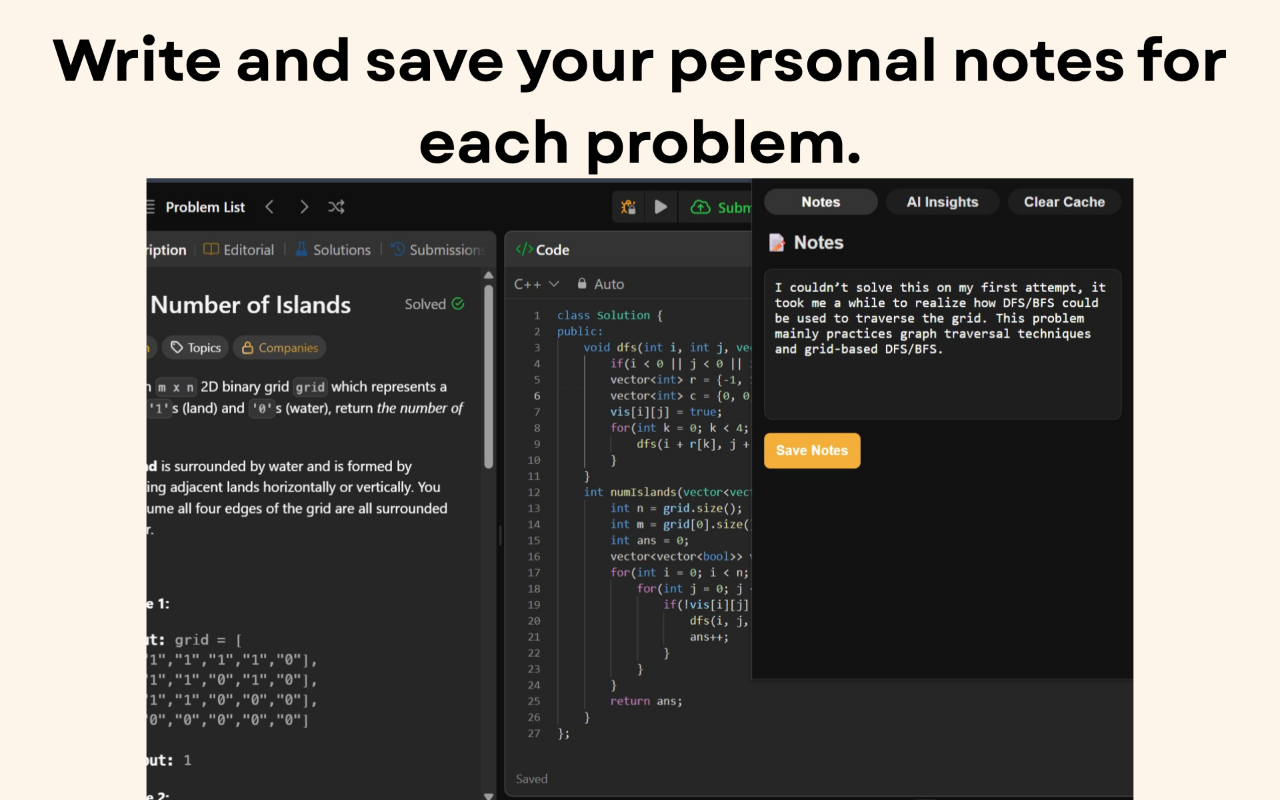 Write and save your personal notes for
each problem.
Problem List
Subm
Notes
AI Insights
Clear Cache
ription
Editorial
Solutions
Submissions
Code
Notes
C++
Auto
Number of Islands
Solved
Topics
Companies
m x n 2D binary grid grid which represents a
'1's (land) and '0's (water), return the number of
is surrounded by water and is formed by
ing adjacent lands horizontally or vertically. You
ume all four edges of the grid are all surrounded
r.
e 1:
ut: grid = [
"1","1","1","1","0"],
"1","1","0","1","0"],
"1","1","0","0","0"],
"0","0","0","0","0"]
out: 1
e 2:
1 class Solution {
2 public:
3 void dfs(int i, int j, vec
4 if(i < 0 || j < 0 ||
5 vector<int> r = {-1,
6 vector<int> c = {0, 0
7 vis[i][j] = true;
8 for(int k = 0; k < 4;
9 dfs(i + r[k], j +
10 }
11 }
12 int numIslands(vector<vec
13 int n = grid.size();
14 int m = grid[0].size(
15 int ans = 0;
16 vector<vector<bool>> v
17 for(int i = 0; i < n;
18 for(int j = 0; j <
19 if(!vis[i][j]
20 dfs(i, j,
21 ans++;
22 }
23 }
24 }
25 return ans;
26 }
27 };
Saved
I couldn't solve this on my first attempt, it
took me a while to realize how DFS/BFS could
be used to traverse the grid. This problem
mainly practices graph traversal techniques
and grid-based DFS/BFS.
Save Notes